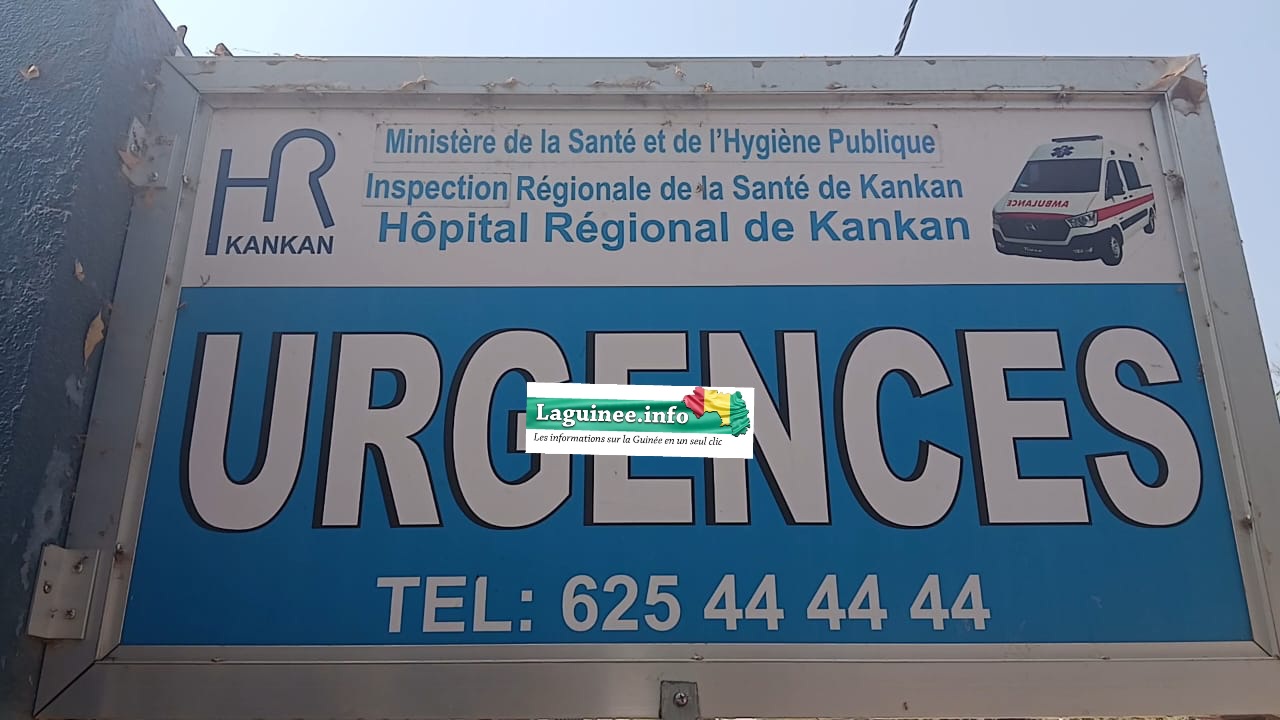 HR
KANKAN
Ministère de la Santé et de l'Hygiène Publique
Inspection Régionale de la Santé de Kankan
Hôpital Régional de Kankan
AMBULANCE
URGENCES
Laguinee.info
Les informations sur la Guinée en un seul clic
TEL: 625 44 44 44